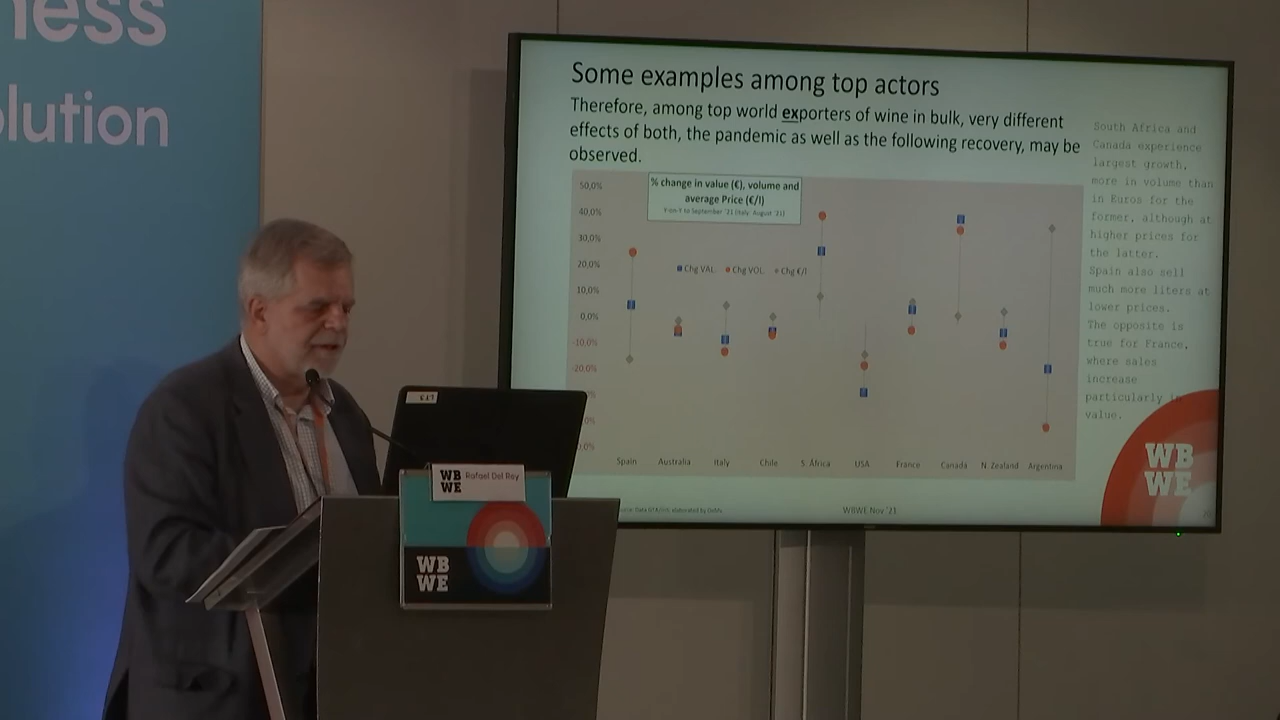 ness
olution
Some examples among top actors
Therefore, among top world exporters of wine in bulk, very different
effects of both, the pandemic as well as the following recovery, may be
observed.
% change in value (€), volume and
average Price (€/l)
50,0%
40,0%
30,0%
20,0%
10,0%
0,0%
-10,0%
-20,0%
Chg VAL. Chg VOL. Chg €/l
Spain Australia Italy Chile S. África USA France Canada N. Zealand Argentina
WBWE Nov '21
South Africa and
Canada experience
largest growth,
more in volume than
in Euros for the
former, although at
higher prices for
the latter.
Spain also sell
much more liters at
lower prices.
The opposite is
true for France,
where sales
increase
particularly in
value.
WB
WE
WB
WE
Rafael Del Rey
WB
WE